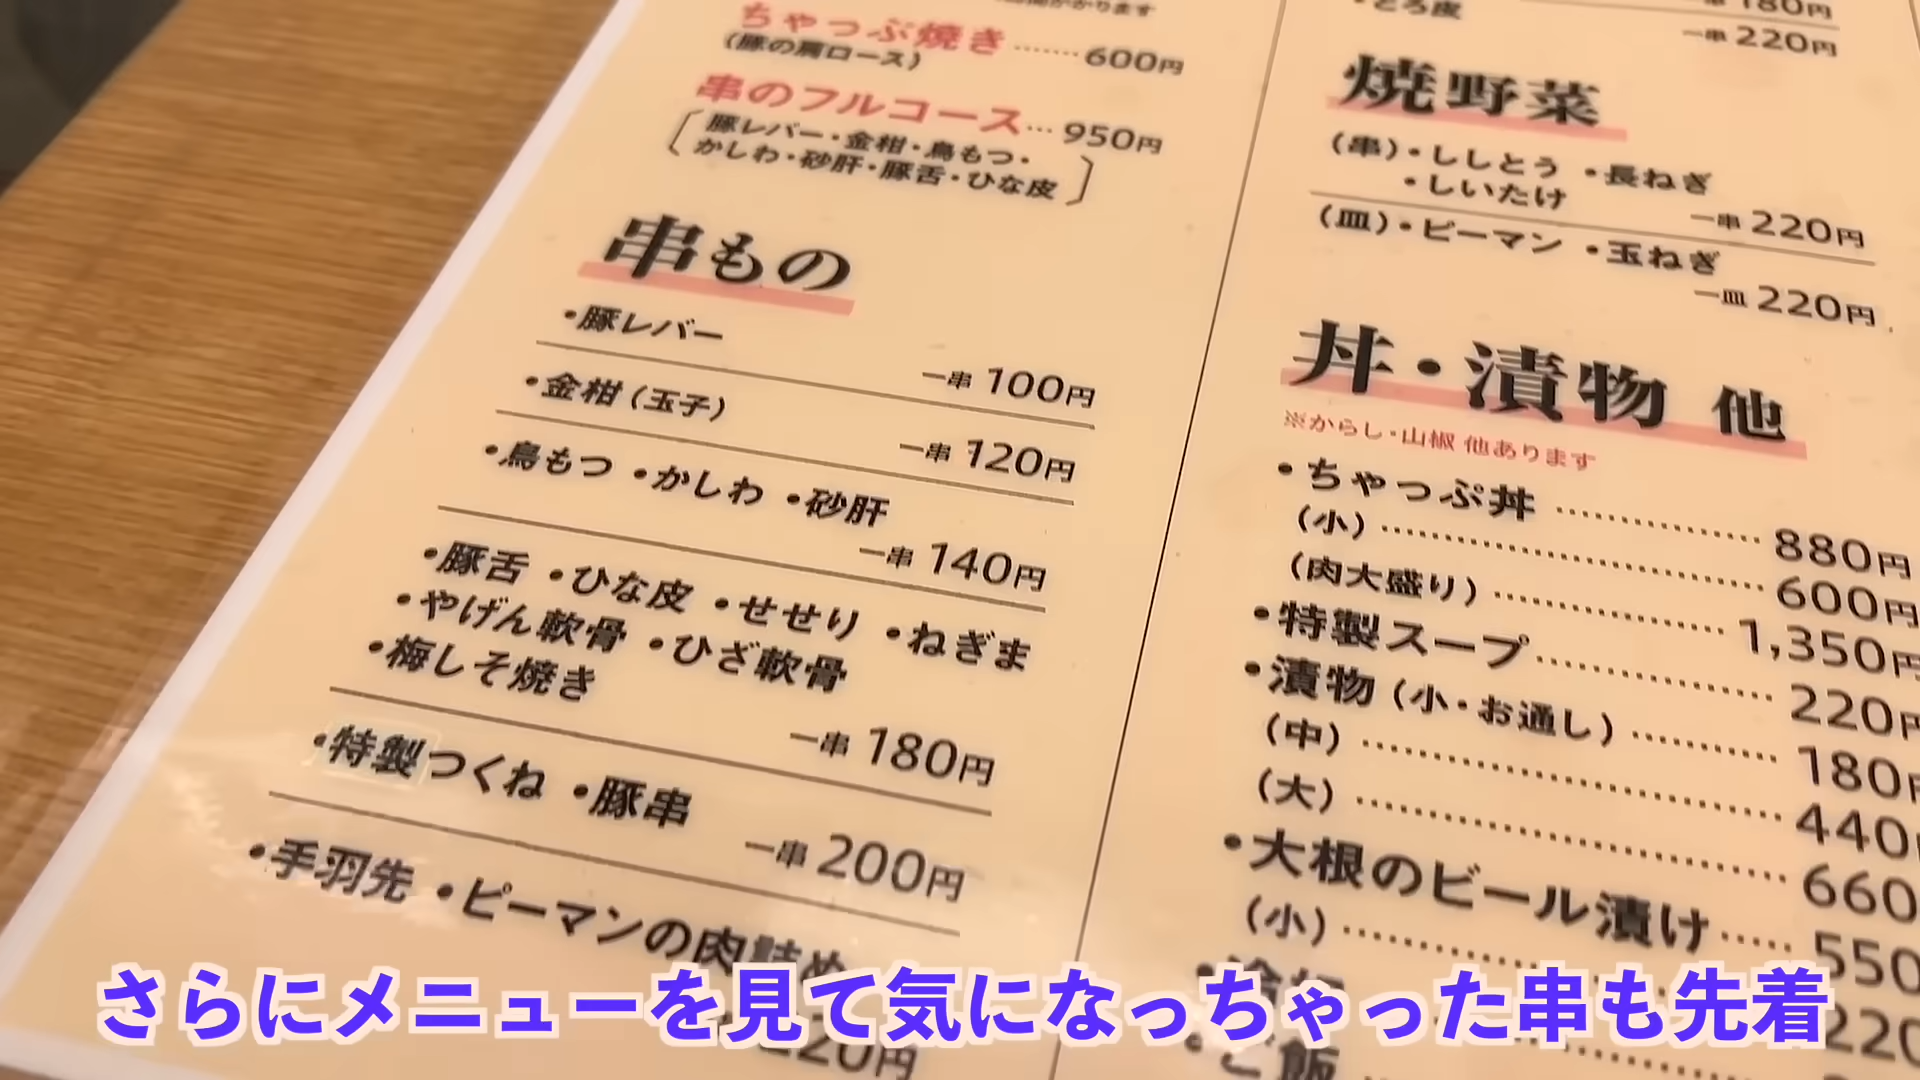 ちゃっぷ焼き……600円
(豚の肩ロース)
串のフルコース…950円
豚レバー・金柑・鳥もつ・
かしわ・砂肝・豚舌・ひな皮
串もの
・豚レバー
一串 100円
・金柑(玉子)
一串 120円
・鳥もつ ・かしわ ・砂肝
一串 140円
・豚舌 ・ひな皮 ・せせり ・ねぎま
・やげん軟骨 ・ひざ軟骨
・梅しそ焼き
一串 180円
・特製つくね ・豚串
一串 200円
・手羽先 ・ピーマンの肉詰め
220円
・とろ皮
一串 220円
焼野菜
(串)・ししとう ・長ねぎ
・しいたけ
一串 220円
(皿)・ピーマン ・玉ねぎ
一皿 220円
丼・漬物 他
※からし・山椒 他あります
・ちゃっぷ丼……880円
(小)……600円
(肉大盛り)……1,350円
・特製スープ……220円
・漬物(小・お通し)……180円
(中)……440円
(大)……660
・大根のビール漬け……550
(小)
ご飯
さらにメニューを見て気になっちゃった串も先着